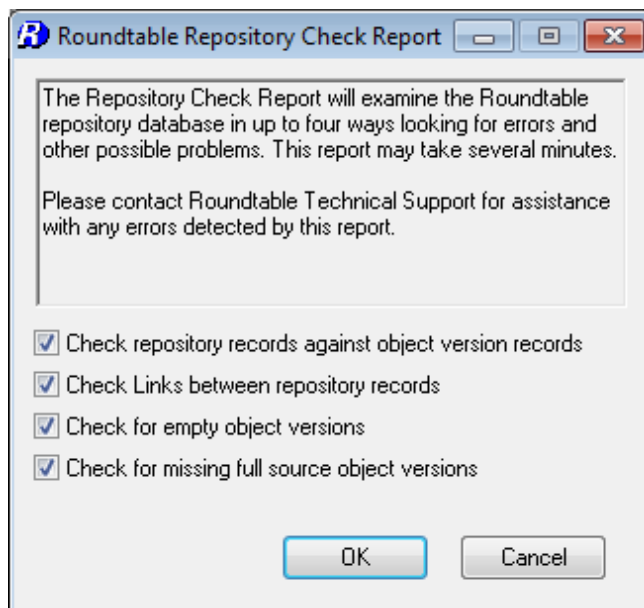 R Roundtable Repository Check Report
The Repository Check Report will examine the Roundtable
repository database in up to four ways looking for errors and
other possible problems. This report may take several minutes.
Please contact Roundtable Technical Support for assistance
with any errors detected by this report.
Check repository records against object version records
Check Links between repository records
Check for empty object versions
Check for missing full source object versions
OK
Cancel